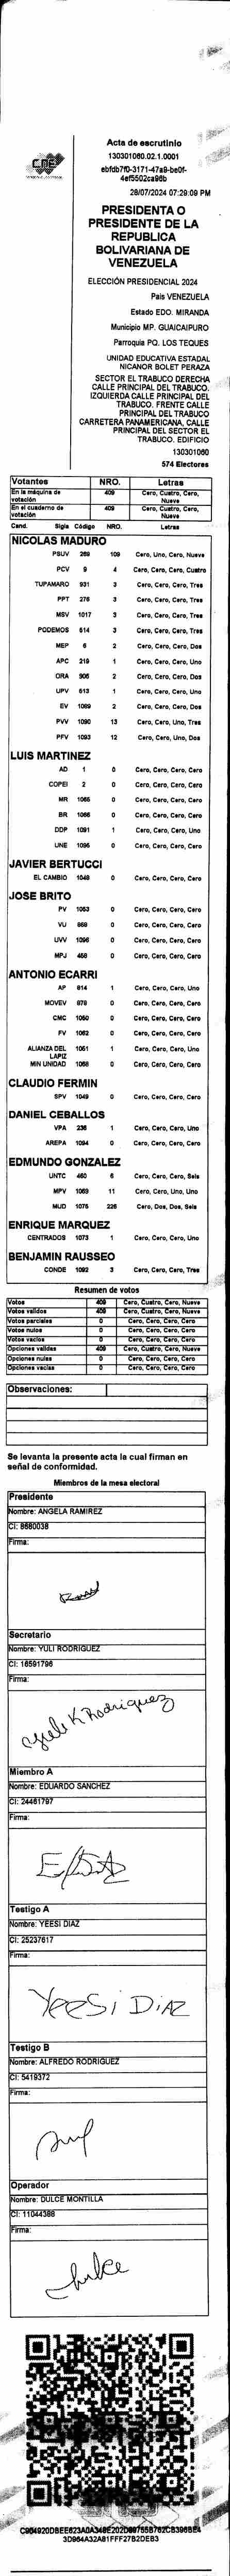 CNE
Acta de escrutinio
130301060.02.1.0001
ebfdb7f0-3171-47a9-be0f-
4ef5502ca96b
28/07/2024 07:29:09 PM
PRESIDENTA O
PRESIDENTE DE LA
REPUBLICA
BOLIVARIANA DE
VENEZUELA
ELECCIÓN PRESIDENCIAL 2024
País VENEZUELA
Estado EDO. MIRANDA
Municipio MP. GUAICAIPURO
Parroquia PQ. LOS TEQUES
UNIDAD EDUCATIVA ESTADAL
NICANOR BOLET PERAZA
SECTOR EL TRABUCO DERECHA
CALLE PRINCIPAL DEL TRABUCO.
IZQUIERDA CALLE PRINCIPAL DEL
TRABUCO. FRENTE CALLE
PRINCIPAL DEL TRABUCO
CARRETERA PANAMERICANA, CALLE
PRINCIPAL DEL SECTOR EL
TRABUCO. EDIFICIO
130301060
574 Electores
Votantes NRO. Letras
En la máquina de votación 409 Cero, Cuatro, Cero, Nueve
En el cuaderno de votación 409 Cero, Cuatro, Cero, Nueve
Cand. Sigla Código NRO. Letras
NICOLAS MADURO
PSUV 269 109 Cero, Uno, Cero, Nueve
PCV 9 4 Cero, Cero, Cero, Cuatro
TUPAMARO 931 3 Cero, Cero, Cero, Tres
PPT 276 3 Cero, Cero, Cero, Tres
MSV 1017 3 Cero, Cero, Cero, Tres
PODEMOS 514 3 Cero, Cero, Cero, Tres
MEP 6 2 Cero, Cero, Cero, Dos
APC 219 1 Cero, Cero, Cero, Uno
ORA 906 2 Cero, Cero, Cero, Dos
UPV 613 1 Cero, Cero, Cero, Uno
EV 1089 2 Cero, Cero, Cero, Dos
PVV 1090 13 Cero, Cero, Uno, Tres
PFV 1093 12 Cero, Cero, Uno, Dos
LUIS MARTINEZ
AD 1 0 Cero, Cero, Cero, Cero
COPEI 2 0 Cero, Cero, Cero, Cero
MR 1065 0 Cero, Cero, Cero, Cero
BR 1066 0 Cero, Cero, Cero, Cero
DDP 1091 1 Cero, Cero, Cero, Uno
UNE 1095 0 Cero, Cero, Cero, Cero
JAVIER BERTUCCI
EL CAMBIO 1048 0 Cero, Cero, Cero, Cero
JOSE BRITO
PV 1053 0 Cero, Cero, Cero, Cero
VU 868 0 Cero, Cero, Cero, Cero
UVV 1096 0 Cero, Cero, Cero, Cero
MPJ 458 0 Cero, Cero, Cero, Cero
ANTONIO ECARRI
AP 814 1 Cero, Cero, Cero, Uno
MOVEV 878 0 Cero, Cero, Cero, Cero
CMC 1050 0 Cero, Cero, Cero, Cero
FV 1062 0 Cero, Cero, Cero, Cero
ALIANZA DEL LAPIZ 1051 1 Cero, Cero, Cero, Uno
MIN UNIDAD 1058 0 Cero, Cero, Cero, Cero
CLAUDIO FERMIN
SPV 1049 0 Cero, Cero, Cero, Cero
DANIEL CEBALLOS
VPA 236 1 Cero, Cero, Cero, Uno
AREPA 1094 0 Cero, Cero, Cero, Cero
EDMUNDO GONZALEZ
UNTC 460 6 Cero, Cero, Cero, Seis
MPV 1069 11 Cero, Cero, Uno, Uno
MUD 1075 226 Cero, Dos, Dos, Seis
ENRIQUE MARQUEZ
CENTRADOS 1073 1 Cero, Cero, Cero, Uno
BENJAMIN RAUSSEO
CONDE 1092 3 Cero, Cero, Cero, Tres
Resumen de votos
Votos 409 Cero, Cuatro, Cero, Nueve
Votos validos 409 Cero, Cuatro, Cero, Nueve
Votos parciales 0 Cero, Cero, Cero, Cero
Votos nulos 0 Cero, Cero, Cero, Cero
Votos vacios 0 Cero, Cero, Cero, Cero
Opciones validas 409 Cero, Cuatro, Cero, Nueve
Opciones nulas 0 Cero, Cero, Cero, Cero
Opciones vacias 0 Cero, Cero, Cero, Cero
Observaciones:
Se levanta la presente acta la cual firman en
señal de conformidad.
Miembros de la mesa electoral
Presidente
Nombre: ANGELA RAMIREZ
CI: 8680038
Firma:
Secretario
Nombre: YULI RODRIGUEZ
CI: 16591796
Firma:
Rodriguez
Miembro A
Nombre: EDUARDO SANCHEZ
CI: 24461797
Firma:
Testigo A
Nombre: YEESI DIAZ
CI: 25237617
Firma:
YeeSi DiAZ
Testigo B
Nombre: ALFREDO RODRIGUEZ
CI: 5419372
Firma:
Operador
Nombre: DULCE MONTILLA
CI: 11044388
Firma: